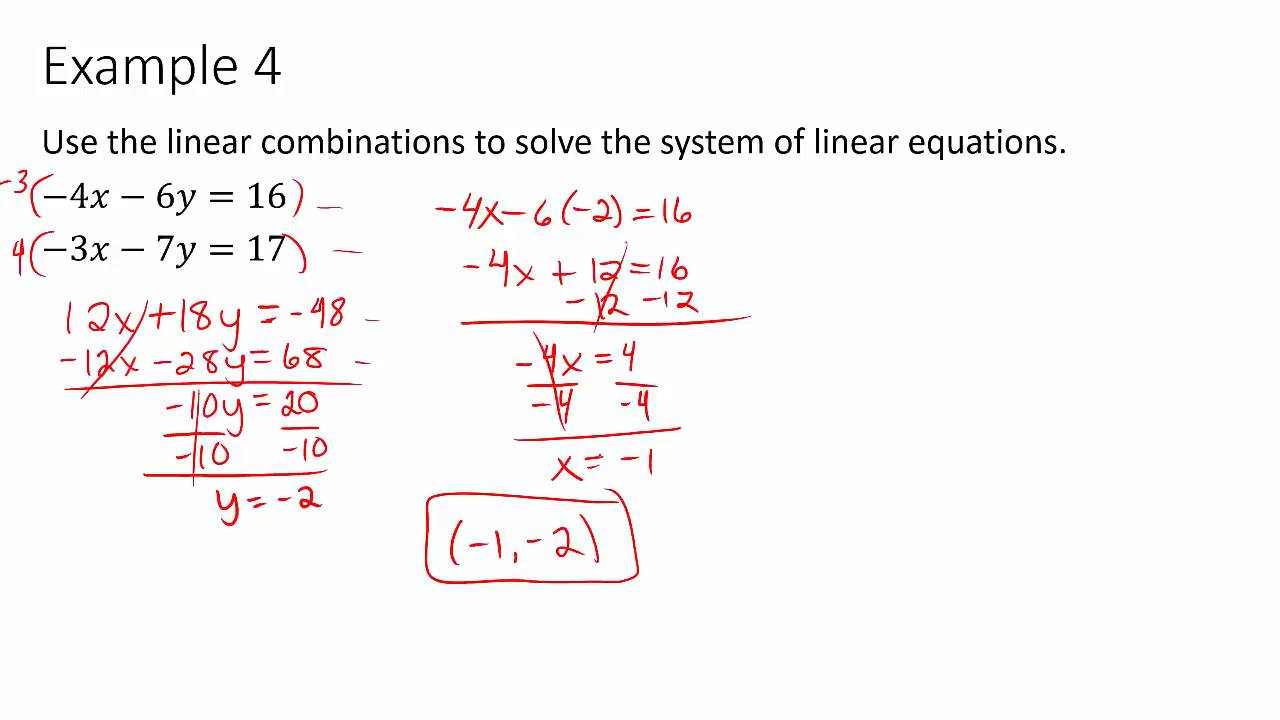 Example 4
Use the linear combinations to solve the system of linear equations.
-3(−4x − 6y = 16)
4(−3x − 7y = 17)
12x + 18y = -48
-12x - 28y = 68
-10y = 20
-10 -10
y = -2
-4x - 6(-2) = 16
-4x + 12 = 16
-12 -12
-4x = 4
-4 -4
x = -1
(-1, -2)